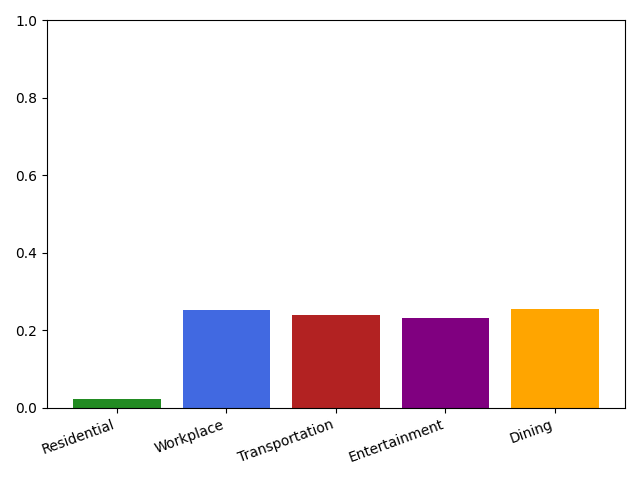 1.0
0.8
0.6
0.4
0.2
0.0
Residential
Workplace
Transportation
Entertainment
Dining